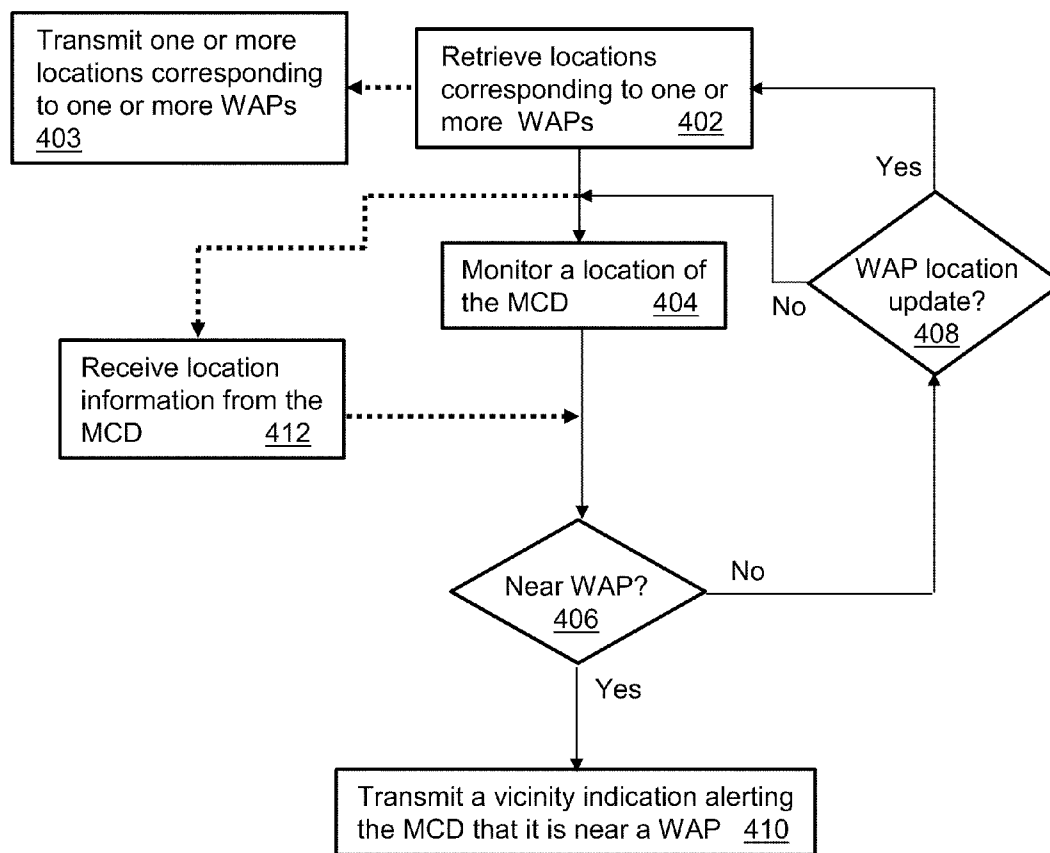 Transmit one or more
locations corresponding
to one or more WAPs
403
Retrieve locations
corresponding to one or
more WAPs 402
Yes
WAP location
update?
408
No
Monitor a location of
the MCD 404
Receive location
information from the
MCD 412
Near WAP?
406
No
Yes
Transmit a vicinity indication alerting
the MCD that it is near a WAP 410